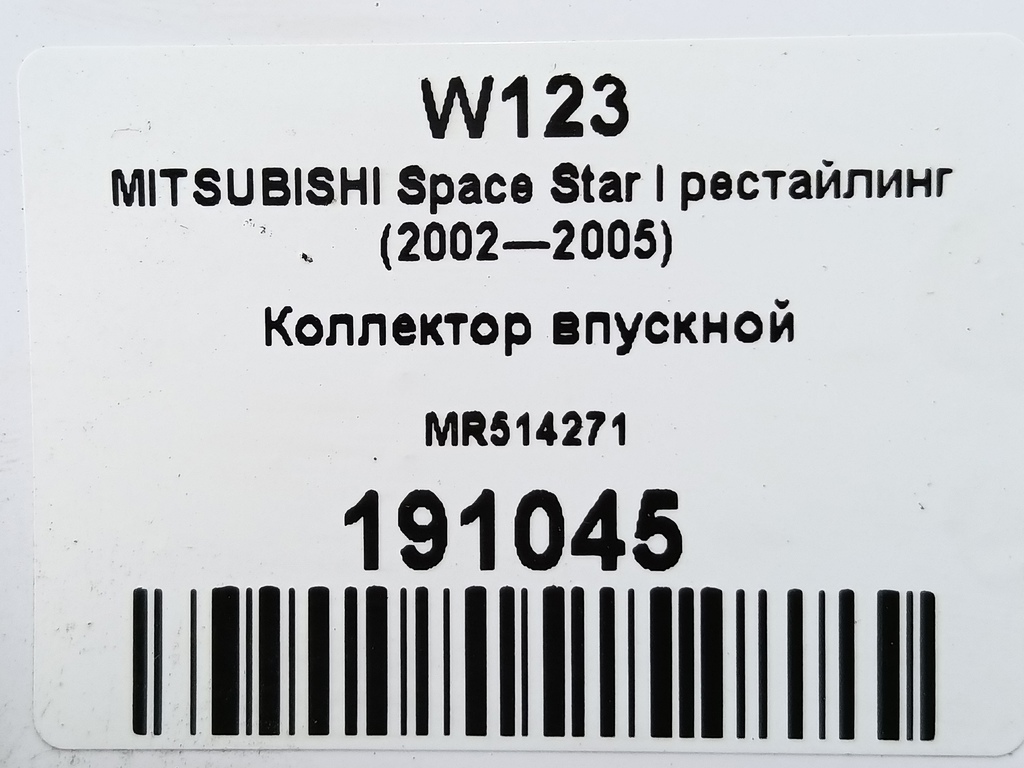 W123
MITSUBISHI Space Star I рестайлинг
(2002—2005)
Коллектор впускной
MR514271
191045